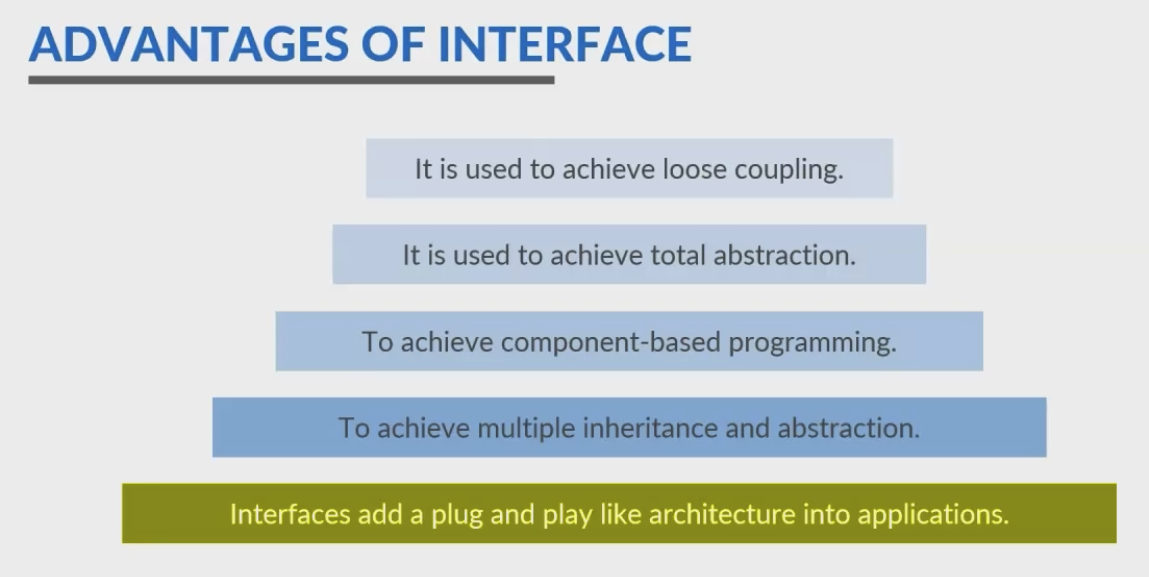 ADVANTAGES OF INTERFACE
It is used to achieve loose coupling.
It is used to achieve total abstraction.
To achieve component-based programming.
To achieve multiple inheritance and abstraction.
Interfaces add a plug and play like architecture into applications.